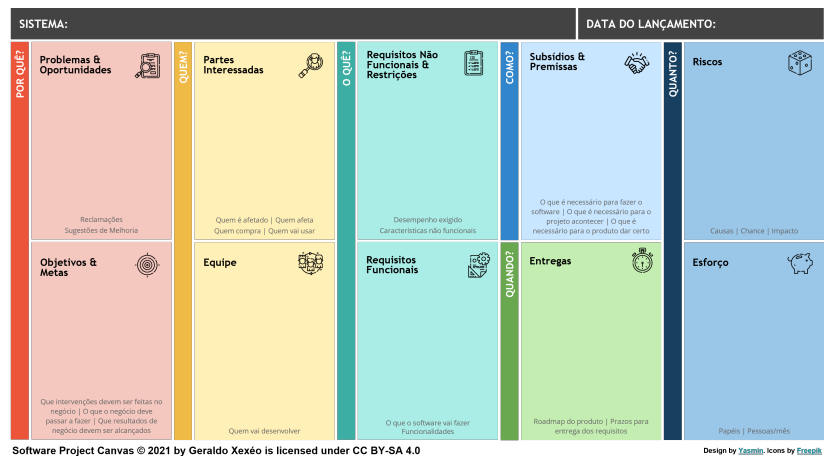 SISTEMA:
DATA DO LANÇAMENTO:
POR QUÊ?
Problemas &
Oportunidades
Reclamações
Sugestões de Melhoria
Objetivos &
Metas
Que intervenções devem ser feitas no
negócio | O que o negócio deve
passar a fazer | Que resultados de
negócio devem ser alcançados
QUEM?
Partes
Interessadas
Quem é afetado | Quem afeta
Quem compra | Quem vai usar
Equipe
Quem vai desenvolver
O QUÊ?
Requisitos Não
Funcionais &
Restrições
Desempenho exigido
Características não funcionais
Requisitos
Funcionais
O que o software vai fazer
Funcionalidades
COMO?
Subsídios &
Premissas
O que é necessário para fazer o
software | O que é necessário para o
projeto acontecer | O que é
necessário para o produto dar certo
QUANDO?
Entregas
Roadmap do produto | Prazos para
entrega dos requisitos
QUANTO?
Riscos
Causas | Chance | Impacto
Esforço
Papéis | Pessoas/mês
Software Project Canvas © 2021 by Geraldo Xexéo is licensed under CC BY-SA 4.0
Design by Yasmin. Icons by Freepik